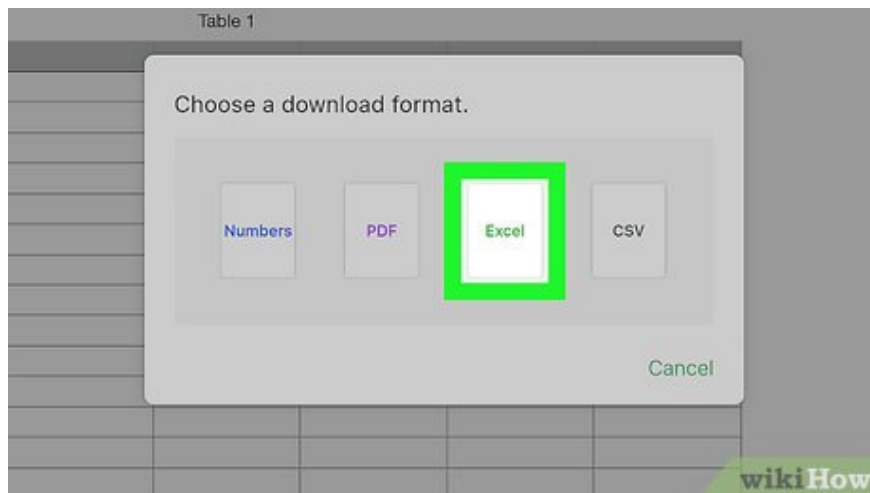 Table 1
Choose a download format.
Numbers PDF Excel CSV
Cancel
wikiHow